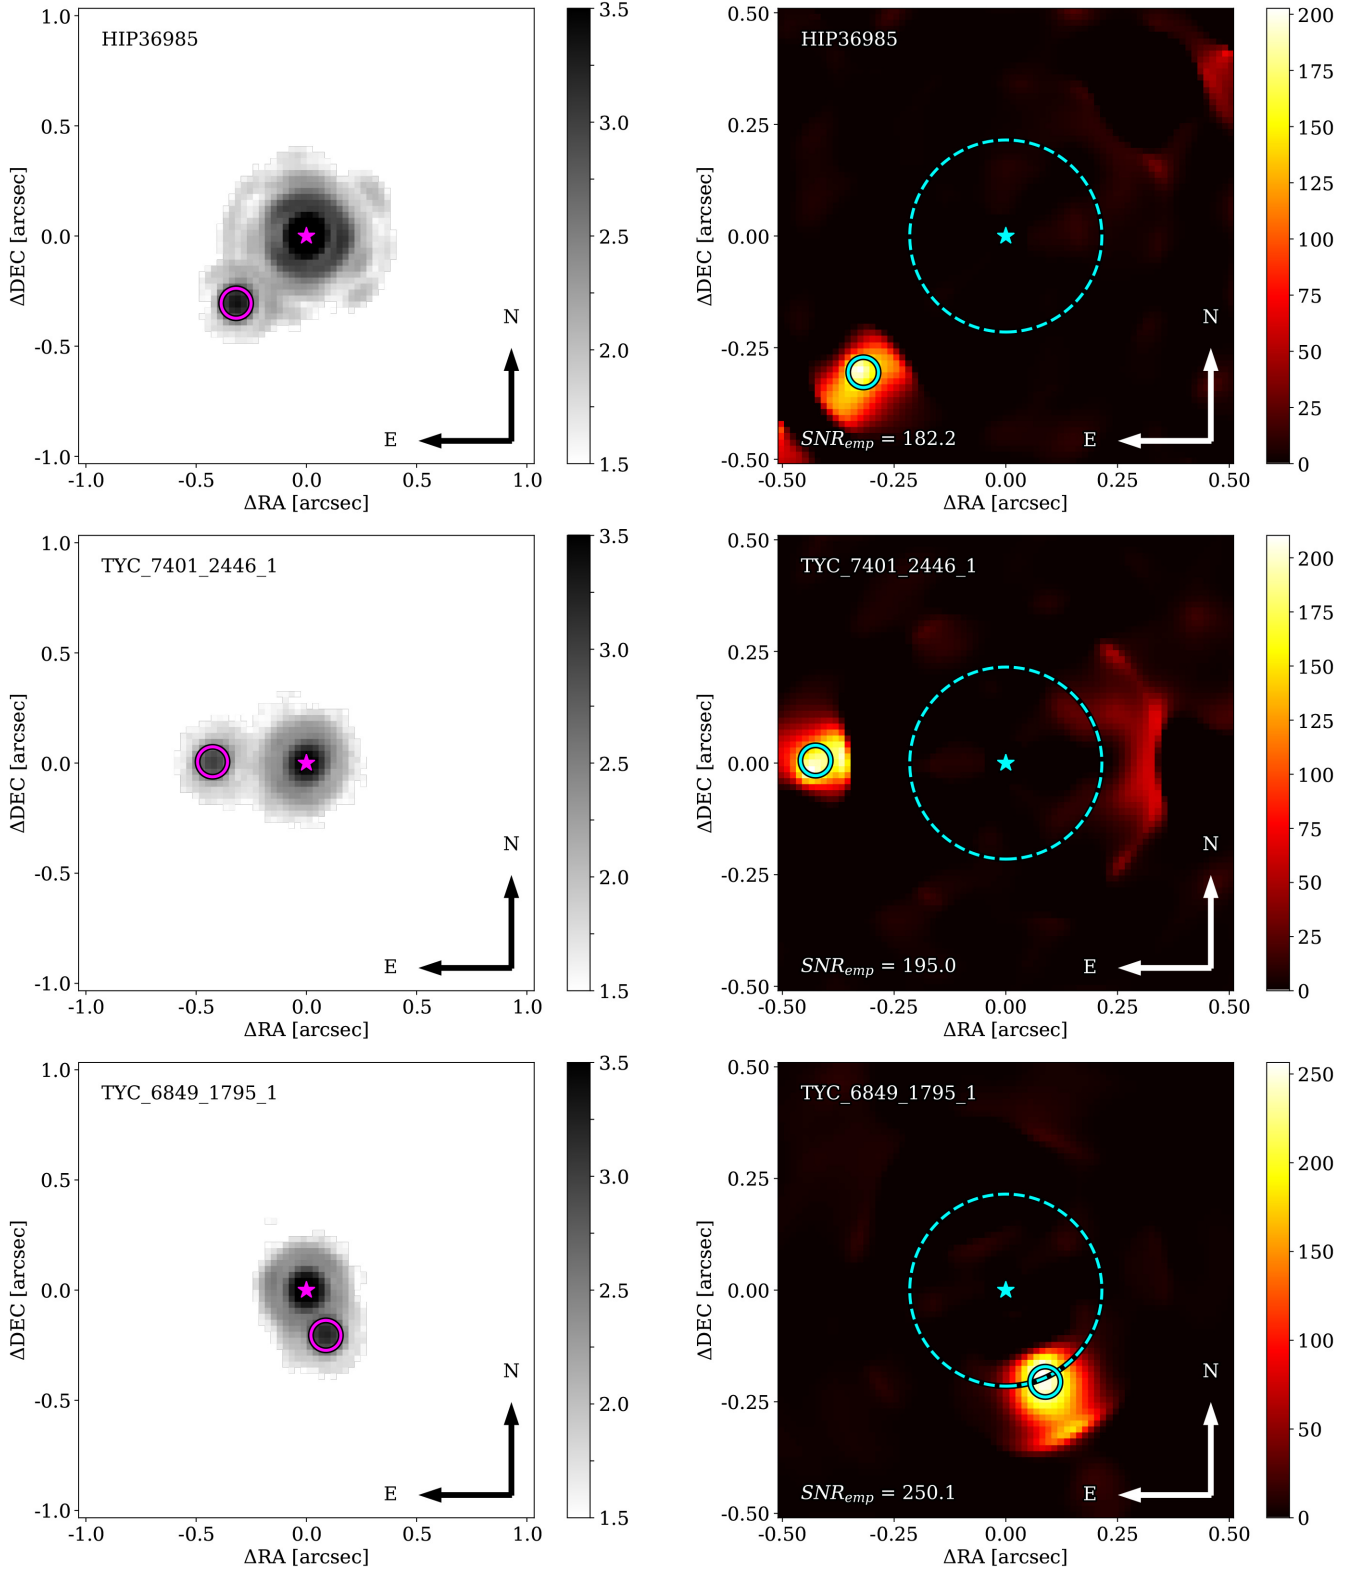 HIP36985
1.0
0.5
0.0
-0.5
-1.0
ΔDEC [arcsec]
-1.0 -0.5 0.0 0.5 1.0
ΔRA [arcsec]
N
E
3.5
3.0
2.5
2.0
1.5
HIP36985
0.50
0.25
0.00
-0.25
-0.50
ΔDEC [arcsec]
-0.50 -0.25 0.00 0.25 0.50
ΔRA [arcsec]
N
E
SNRemp = 182.2
200
175
150
125
100
75
50
25
0
TYC_7401_2446_1
1.0
0.5
0.0
-0.5
-1.0
ΔDEC [arcsec]
-1.0 -0.5 0.0 0.5 1.0
ΔRA [arcsec]
N
E
3.5
3.0
2.5
2.0
1.5
TYC_7401_2446_1
0.50
0.25
0.00
-0.25
-0.50
ΔDEC [arcsec]
-0.50 -0.25 0.00 0.25 0.50
ΔRA [arcsec]
N
E
SNRemp = 195.0
200
175
150
125
100
75
50
25
0
TYC_6849_1795_1
1.0
0.5
0.0
-0.5
-1.0
ΔDEC [arcsec]
-1.0 -0.5 0.0 0.5 1.0
ΔRA [arcsec]
N
E
3.5
3.0
2.5
2.0
1.5
TYC_6849_1795_1
0.50
0.25
0.00
-0.25
-0.50
ΔDEC [arcsec]
-0.50 -0.25 0.00 0.25 0.50
ΔRA [arcsec]
N
E
SNRemp = 250.1
250
200
150
100
50
0